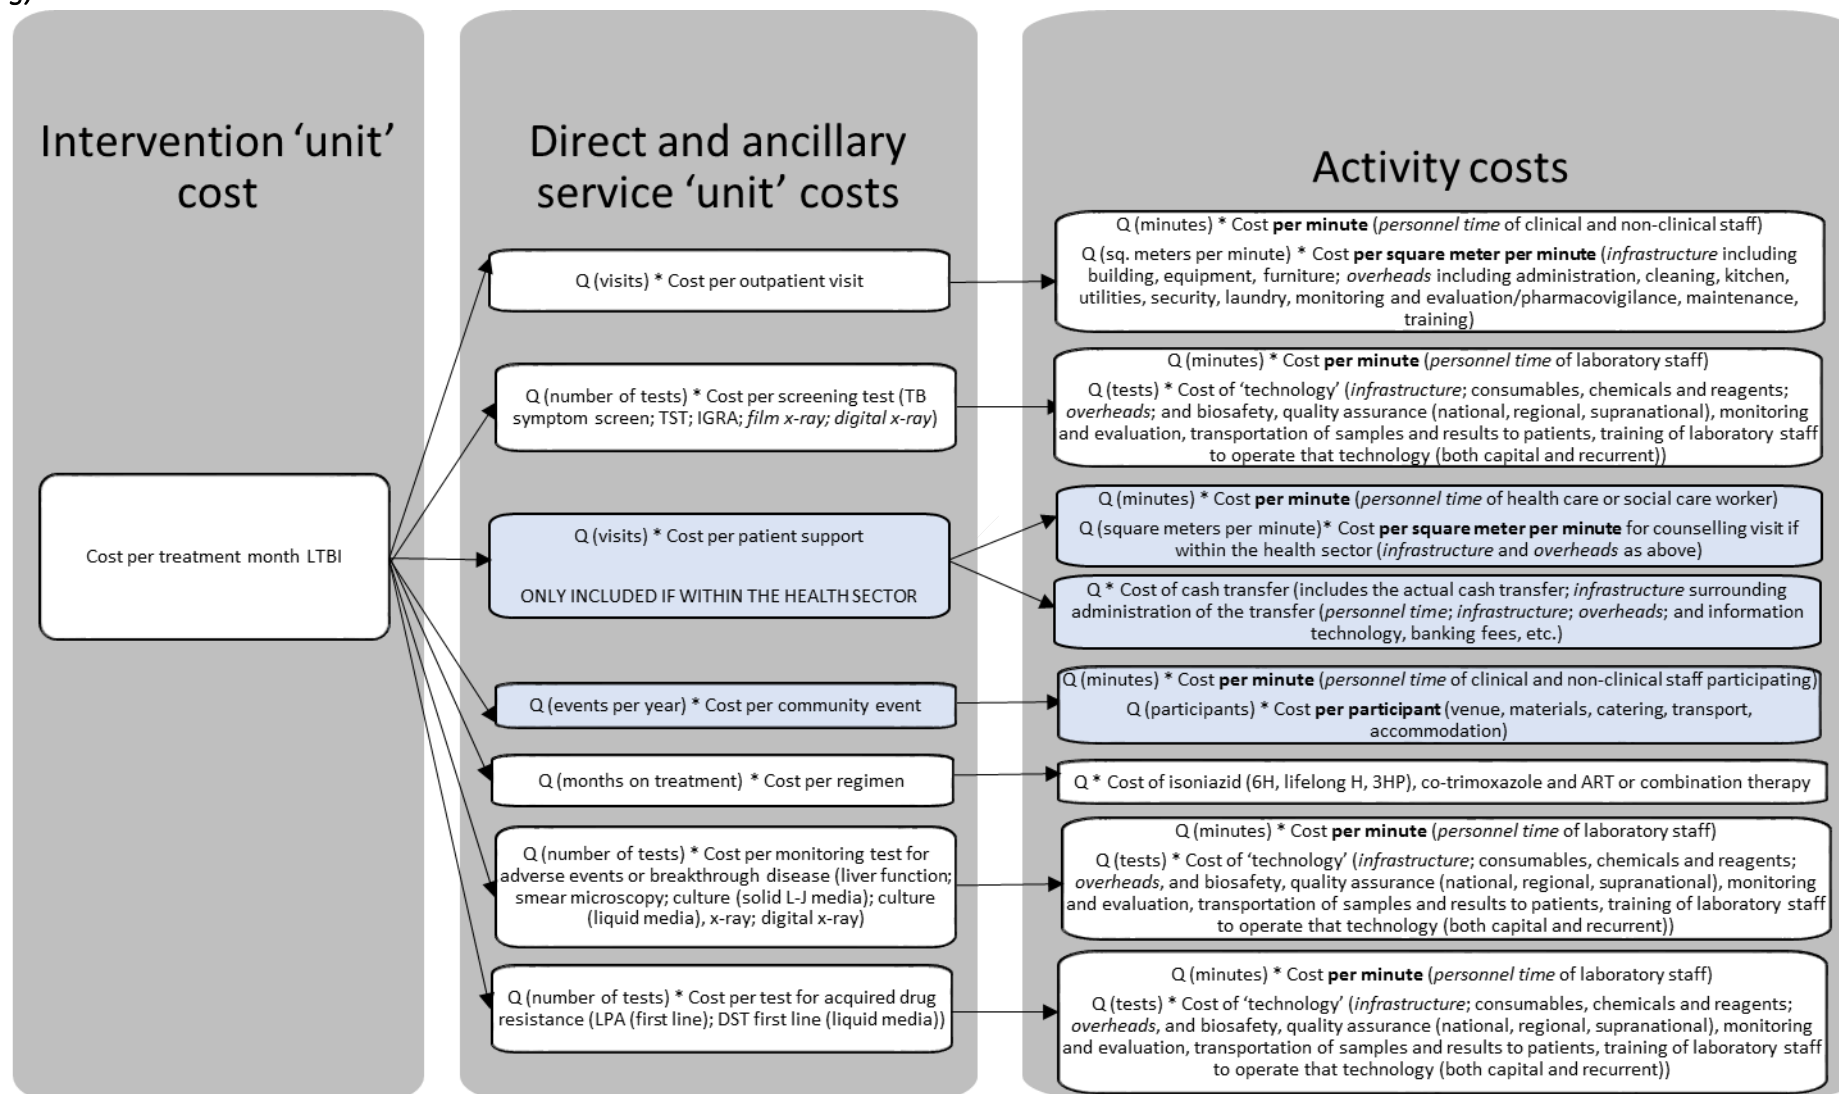 Intervention ‘unit’
cost
Direct and ancillary
service ‘unit’ costs
Activity costs
Cost per treatment month LTBI
Q (visits) * Cost per outpatient visit
Q (number of tests) * Cost per screening test (TB
symptom screen; TST; IGRA; film x-ray; digital x-ray)
Q (visits) * Cost per patient support
ONLY INCLUDED IF WITHIN THE HEALTH SECTOR
Q (events per year) * Cost per community event
Q (months on treatment) * Cost per regimen
Q (number of tests) * Cost per monitoring test for
adverse events or breakthrough disease (liver function;
smear microscopy; culture (solid L-J media); culture
(liquid media), x-ray; digital x-ray)
Q (number of tests) * Cost per test for acquired drug
resistance (LPA (first line); DST first line (liquid media))
Q (minutes) * Cost per minute (personnel time of clinical and non-clinical staff)
Q (sq. meters per minute) * Cost per square meter per minute (infrastructure including
building, equipment, furniture; overheads including administration, cleaning, kitchen,
utilities, security, laundry, monitoring and evaluation/pharmacovigilance, maintenance,
training)
Q (minutes) * Cost per minute (personnel time of laboratory staff)
Q (tests) * Cost of ‘technology’ (infrastructure; consumables, chemicals and reagents;
overheads; and biosafety, quality assurance (national, regional, supranational), monitoring
and evaluation, transportation of samples and results to patients, training of laboratory staff
to operate that technology (both capital and recurrent))
Q (minutes) * Cost per minute (personnel time of health care or social care worker)
Q (square meters per minute)* Cost per square meter per minute for counselling visit if
within the health sector (infrastructure and overheads as above)
Q * Cost of cash transfer (includes the actual cash transfer; infrastructure surrounding
administration of the transfer (personnel time; infrastructure; overheads; and information
technology, banking fees, etc.)
Q (minutes) * Cost per minute (personnel time of clinical and non-clinical staff participating)
Q (participants) * Cost per participant (venue, materials, catering, transport,
accommodation)
Q * Cost of isoniazid (6H, lifelong H, 3HP), co-trimoxazole and ART or combination therapy
Q (minutes) * Cost per minute (personnel time of laboratory staff)
Q (tests) * Cost of ‘technology’ (infrastructure; consumables, chemicals and reagents;
overheads, and biosafety, quality assurance (national, regional, supranational), monitoring
and evaluation, transportation of samples and results to patients, training of laboratory staff
to operate that technology (both capital and recurrent))
Q (minutes) * Cost per minute (personnel time of laboratory staff)
Q (tests) * Cost of ‘technology’ (infrastructure; consumables, chemicals and reagents;
overheads, and biosafety, quality assurance (national, regional, supranational), monitoring
and evaluation, transportation of samples and results to patients, training of laboratory staff
to operate that technology (both capital and recurrent))